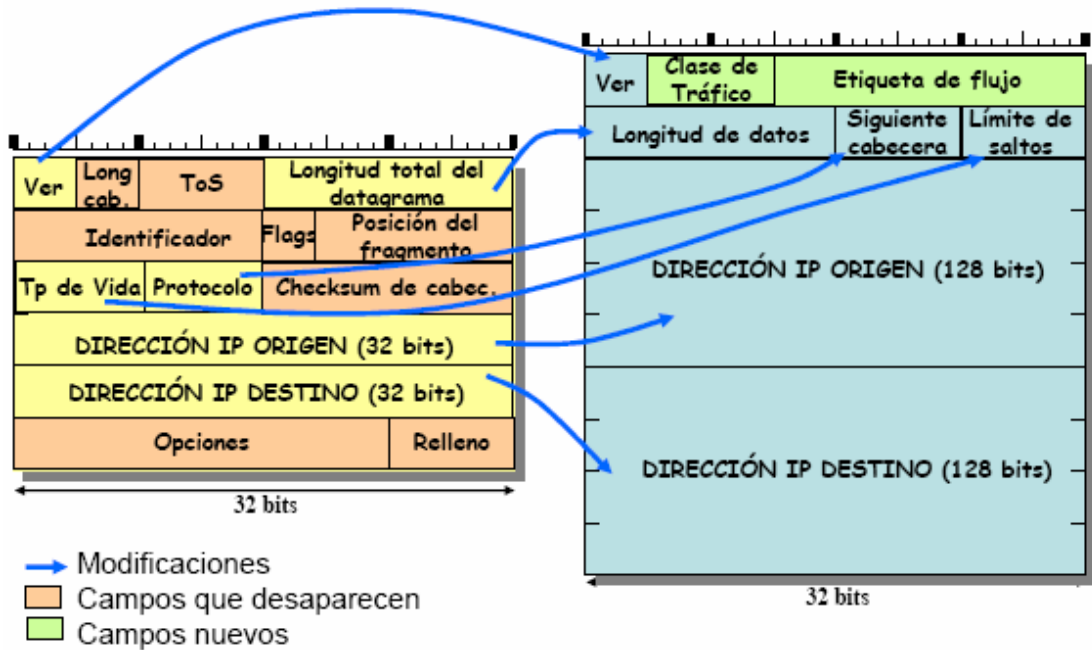 Ver
Long
cab.
ToS
Longitud total del
datagrama
Identificador
Flags
Posición del
fragmento
Tp de Vida
Protocolo
Checksum de cabec.
DIRECCIÓN IP ORIGEN (32 bits)
DIRECCIÓN IP DESTINO (32 bits)
Opciones
Relleno
32 bits
Ver
Clase de
Tráfico
Etiqueta de flujo
Longitud de datos
Siguiente
cabecera
Límite de
saltos
DIRECCIÓN IP ORIGEN (128 bits)
DIRECCIÓN IP DESTINO (128 bits)
32 bits
Modificaciones
Campos que desaparecen
Campos nuevos